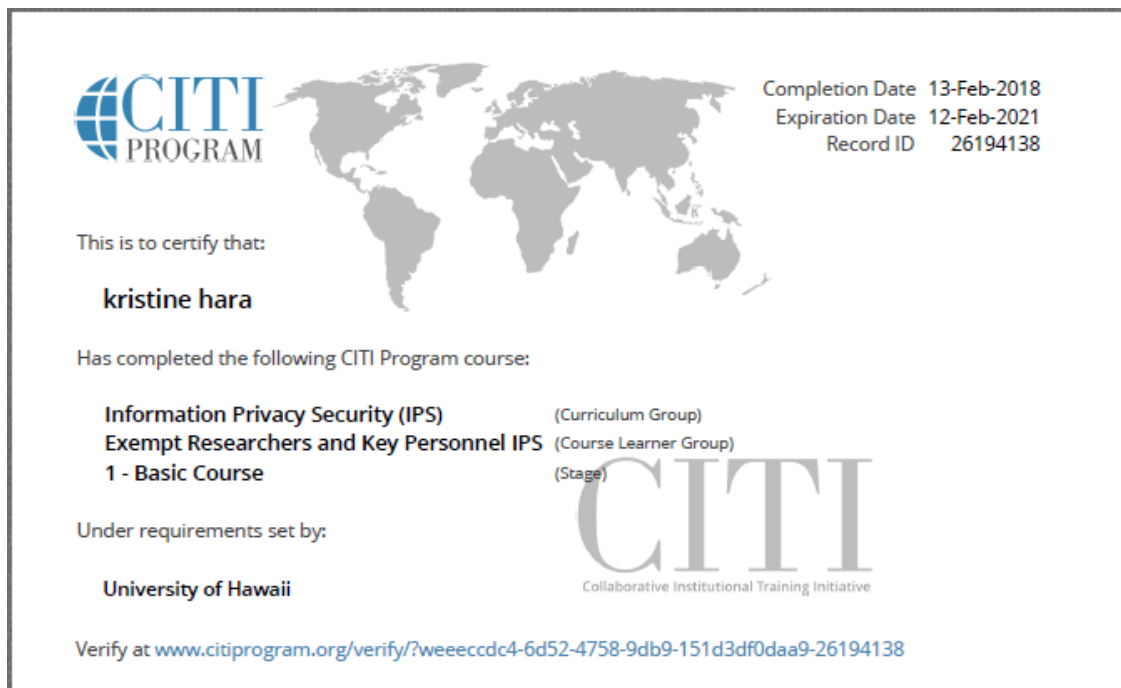 CITI
PROGRAM
Completion Date 13-Feb-2018
Expiration Date 12-Feb-2021
Record ID 26194138
This is to certify that:
kristine hara
Has completed the following CITI Program course:
Information Privacy Security (IPS) (Curriculum Group)
Exempt Researchers and Key Personnel IPS (Course Learner Group)
1 - Basic Course (Stage)
Under requirements set by:
University of Hawaii
CITI
Collaborative Institutional Training Initiative
Verify at www.citiprogram.org/verify/?weeeccdc4-6d52-4758-9db9-151d3df0daa9-26194138